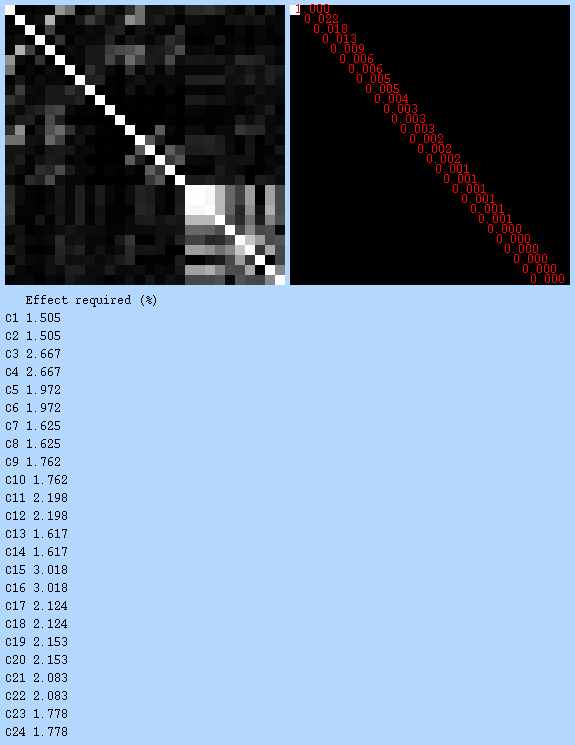 1.000
0.022
0.018
0.013
0.009
0.006
0.006
0.005
0.005
0.004
0.003
0.003
0.003
0.002
0.002
0.002
0.001
0.001
0.001
0.001
0.001
0.001
0.000
0.000
0.000
0.000
0.000
0.000
Effect required (%)
C1 1.505
C2 1.505
C3 2.667
C4 2.667
C5 1.972
C6 1.972
C7 1.625
C8 1.625
C9 1.762
C10 1.762
C11 2.198
C12 2.198
C13 1.617
C14 1.617
C15 3.018
C16 3.018
C17 2.124
C18 2.124
C19 2.153
C20 2.153
C21 2.083
C22 2.083
C23 1.778
C24 1.778